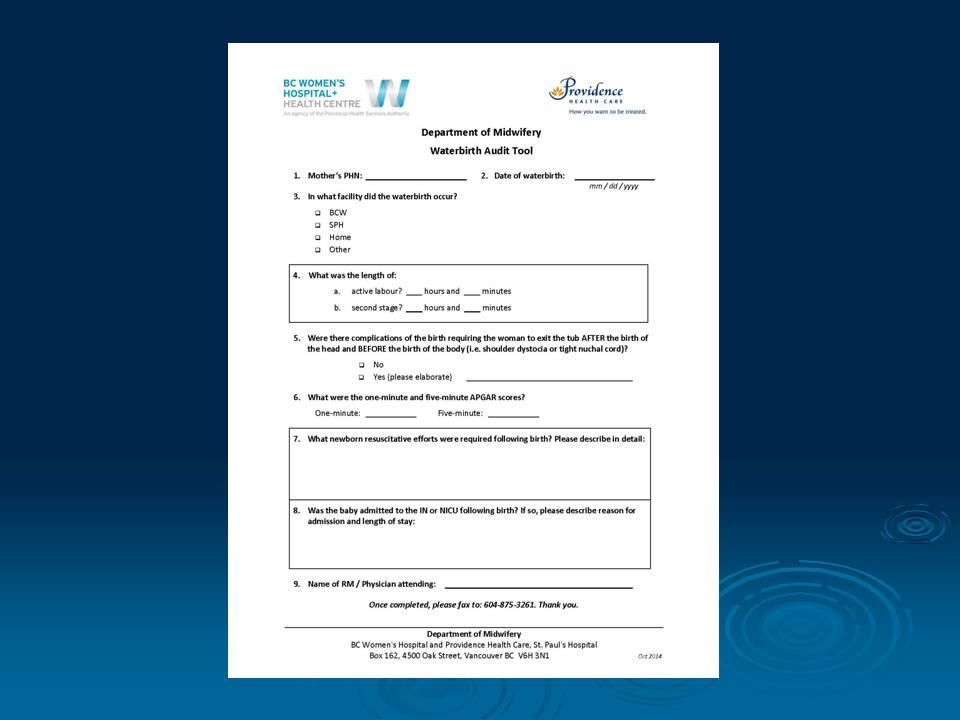 BC WOMEN'S
HOSPITAL+
HEALTH CENTRE
An agency of the Provincial Health Services Authority
Providence
HEALTH CARE
How you want to be treated.
Department of Midwifery
Waterbirth Audit Tool
1. Mother's PHN: ____________ 2. Date of waterbirth: ____________
mm / dd / yyyy
3. In what facility did the waterbirth occur?
❑ BCW
❑ SPH
❑ Home
❑ Other
4. What was the length of:
a. active labour? ____ hours and ____ minutes
b. second stage? ____ hours and ____ minutes
5. Were there complications of the birth requiring the woman to exit the tub AFTER the birth of
the head and BEFORE the birth of the body (i.e. shoulder dystocia or tight nuchal cord)?
❑ No
❑ Yes (please elaborate) ____________
6. What were the one-minute and five-minute APGAR scores?
One-minute: ____________ Five-minute: ____________
7. What newborn resuscitative efforts were required following birth? Please describe in detail:
8. Was the baby admitted to the IN or NICU following birth? If so, please describe reason for
admission and length of stay:
9. Name of RM / Physician attending: ____________
Once completed, please fax to: 604-875-3261. Thank you.
Department of Midwifery
BC Women's Hospital and Providence Health Care, St. Paul's Hospital
Box 162, 4500 Oak Street, Vancouver BC V6H 3N1
Oct 2014